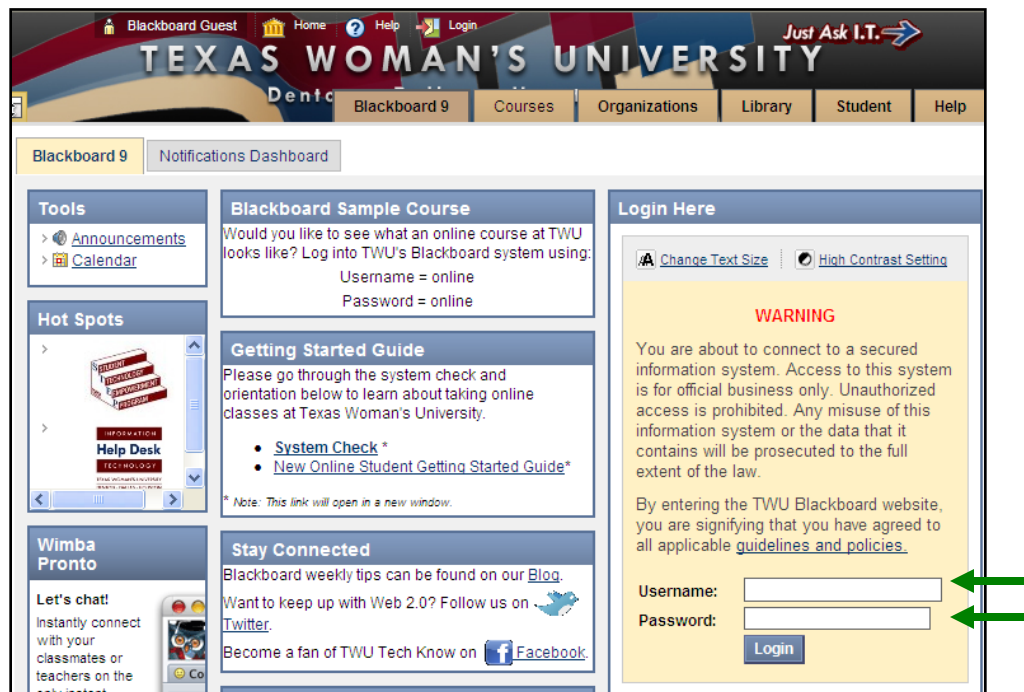 Blackboard Guest Home Help Login
Just Ask I.T.
TEXAS WOMAN'S UNIVERSITY
Blackboard 9 Courses Organizations Library Student Help
Blackboard 9 Notifications Dashboard
Tools
> Announcements
> Calendar
Hot Spots
>
STUDENT
TECHNOLOGY
EMPOWERMENT
PROGRAM
>
INFORMATION
Help Desk
TECHNOLOGY
Wimba
Pronto
Let's chat!
Instantly connect
with your
classmates or
teachers on the
Co
Blackboard Sample Course
Would you like to see what an online course at TWU
looks like? Log into TWU's Blackboard system using:
Username = online
Password = online
Getting Started Guide
Please go through the system check and
orientation below to learn about taking online
classes at Texas Woman's University.
• System Check *
• New Online Student Getting Started Guide*
* Note: This link will open in a new window.
Stay Connected
Blackboard weekly tips can be found on our Blog.
Want to keep up with Web 2.0? Follow us on
Twitter.
Become a fan of TWU Tech Know on f Facebook.
Login Here
A Change Text Size High Contrast Setting
WARNING
You are about to connect to a secured
information system. Access to this system
is for official business only. Unauthorized
access is prohibited. Any misuse of this
information system or the data that it
contains will be prosecuted to the full
extent of the law.
By entering the TWU Blackboard website,
you are signifying that you have agreed to
all applicable guidelines and policies.
Username:
Password:
Login